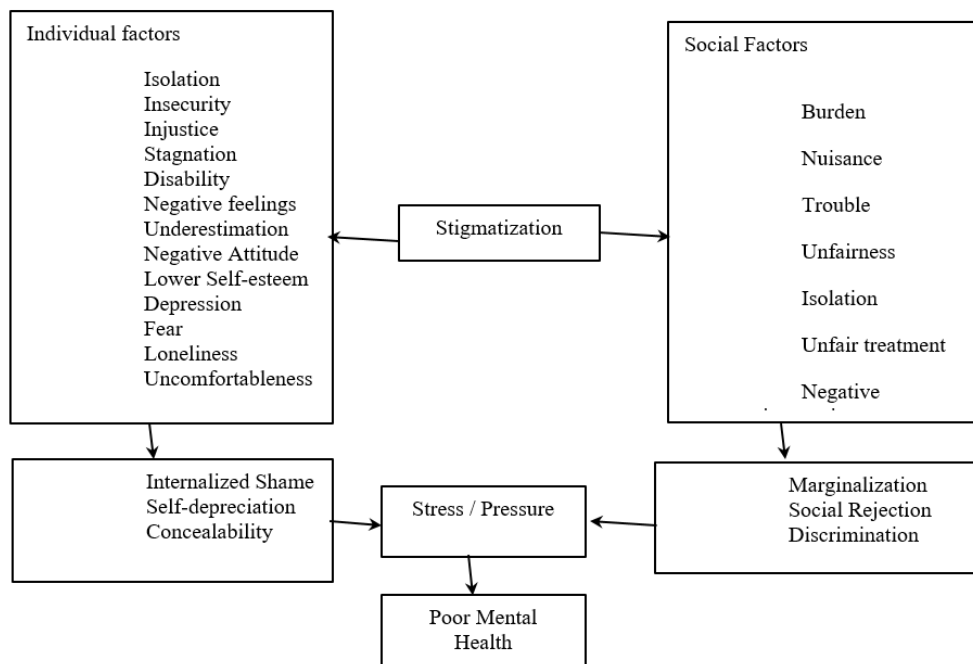 Individual factors
Isolation
Insecurity
Injustice
Stagnation
Disability
Negative feelings
Underestimation
Negative Attitude
Lower Self-esteem
Depression
Fear
Loneliness
Uncomfortableness
Stigmatization
Social Factors
Burden
Nuisance
Trouble
Unfairness
Isolation
Unfair treatment
Negative
Internalized Shame
Self-depreciation
Concealability
Stress / Pressure
Marginalization
Social Rejection
Discrimination
Poor Mental
Health